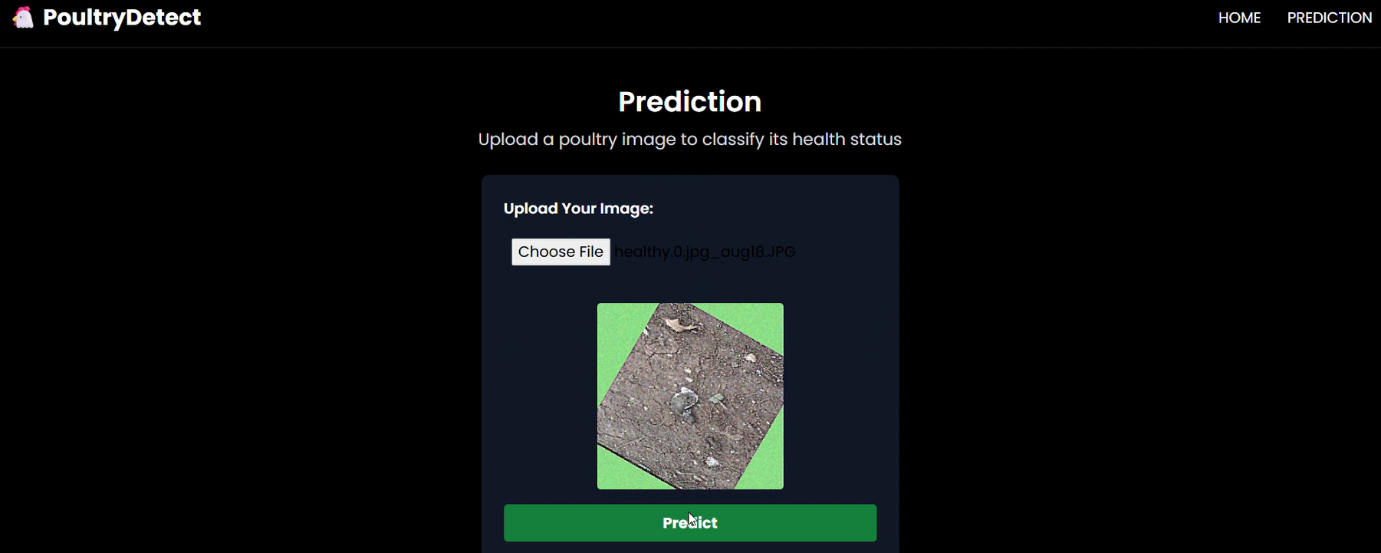 PoultryDetect
HOME PREDICTION
Prediction
Upload a poultry image to classify its health status
Upload Your Image:
Choose File healthy.0.jpg_aug18.JPG
Predict